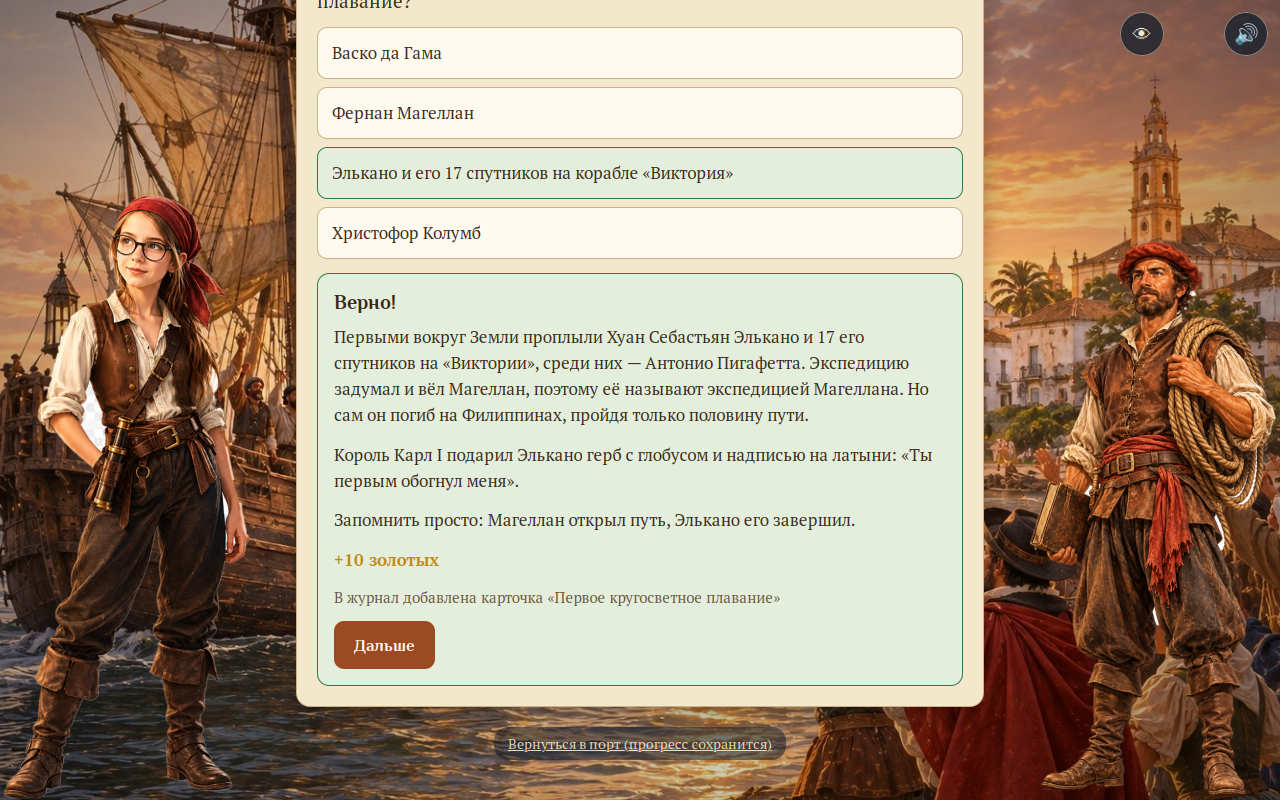 плавание?
Васко да Гама
Фернан Магеллан
Элькано и его 17 спутников на корабле «Виктория»
Христофор Колумб
Верно!
Первыми вокруг Земли проплыли Хуан Себастьян Элькано и 17 его
спутников на «Виктории», среди них — Антонио Пигафетта. Экспедицию
задумал и вёл Магеллан, поэтому её называют экспедицией Магеллана. Но
сам он погиб на Филиппинах, пройдя только половину пути.
Король Карл I подарил Элькано герб с глобусом и надписью на латыни: «Ты
первым обогнул меня».
Запомнить просто: Магеллан открыл путь, Элькано его завершил.
+10 золотых
В журнал добавлена карточка «Первое кругосветное плавание»
Дальше
Вернуться в порт (прогресс сохранится)